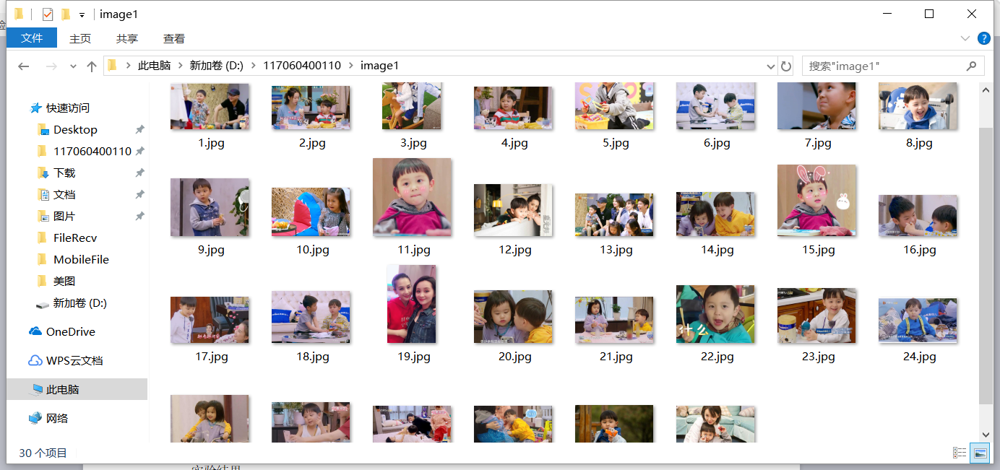 image1
文件 主页 共享 查看
此电脑 新加卷 (D:) 117060400110 image1
搜索"image1"
快速访问
Desktop
117060400110
下载
文档
图片
FileRecv
MobileFile
美图
新加卷 (D:)
OneDrive
WPS云文档
此电脑
网络
1.jpg 2.jpg 3.jpg 4.jpg 5.jpg 6.jpg 7.jpg 8.jpg
9.jpg 10.jpg 11.jpg 12.jpg 13.jpg 14.jpg 15.jpg 16.jpg
什么
17.jpg 18.jpg 19.jpg 20.jpg 21.jpg 22.jpg 23.jpg 24.jpg
30 个项目
实验结果